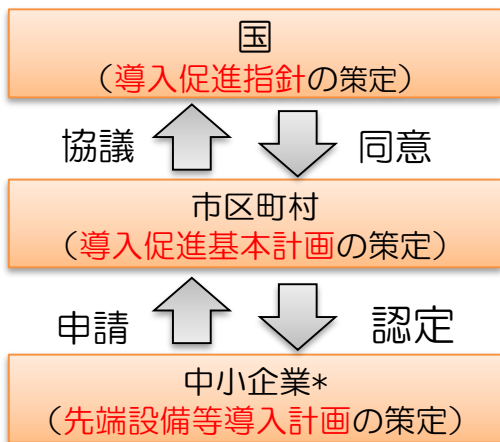 国
（導入促進指針の策定）
協議 同意
市区町村
（導入促進基本計画の策定）
申請 認定
中小企業*
（先端設備等導入計画の策定）